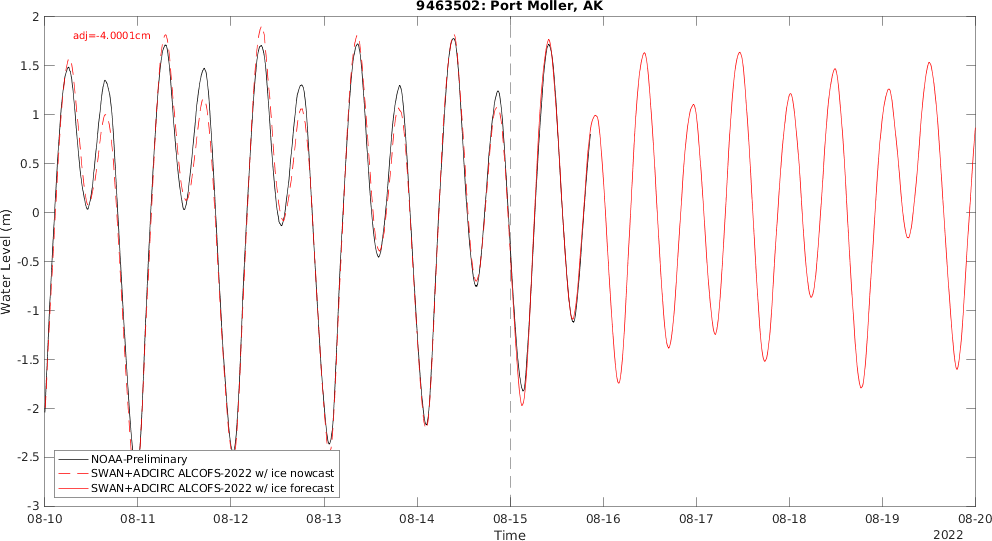 9463502: Port Moller, AK
adj=-4.0001cm
2
1.5
1
0.5
0
-0.5
-1
-1.5
-2
-2.5
-3
Water Level (m)
NOAA-Preliminary
SWAN+ADCIRC ALCOFS-2022 w/ ice nowcast
SWAN+ADCIRC ALCOFS-2022 w/ ice forecast
08-10 08-11 08-12 08-13 08-14 08-15 08-16 08-17 08-18 08-19 08-20
Time
2022